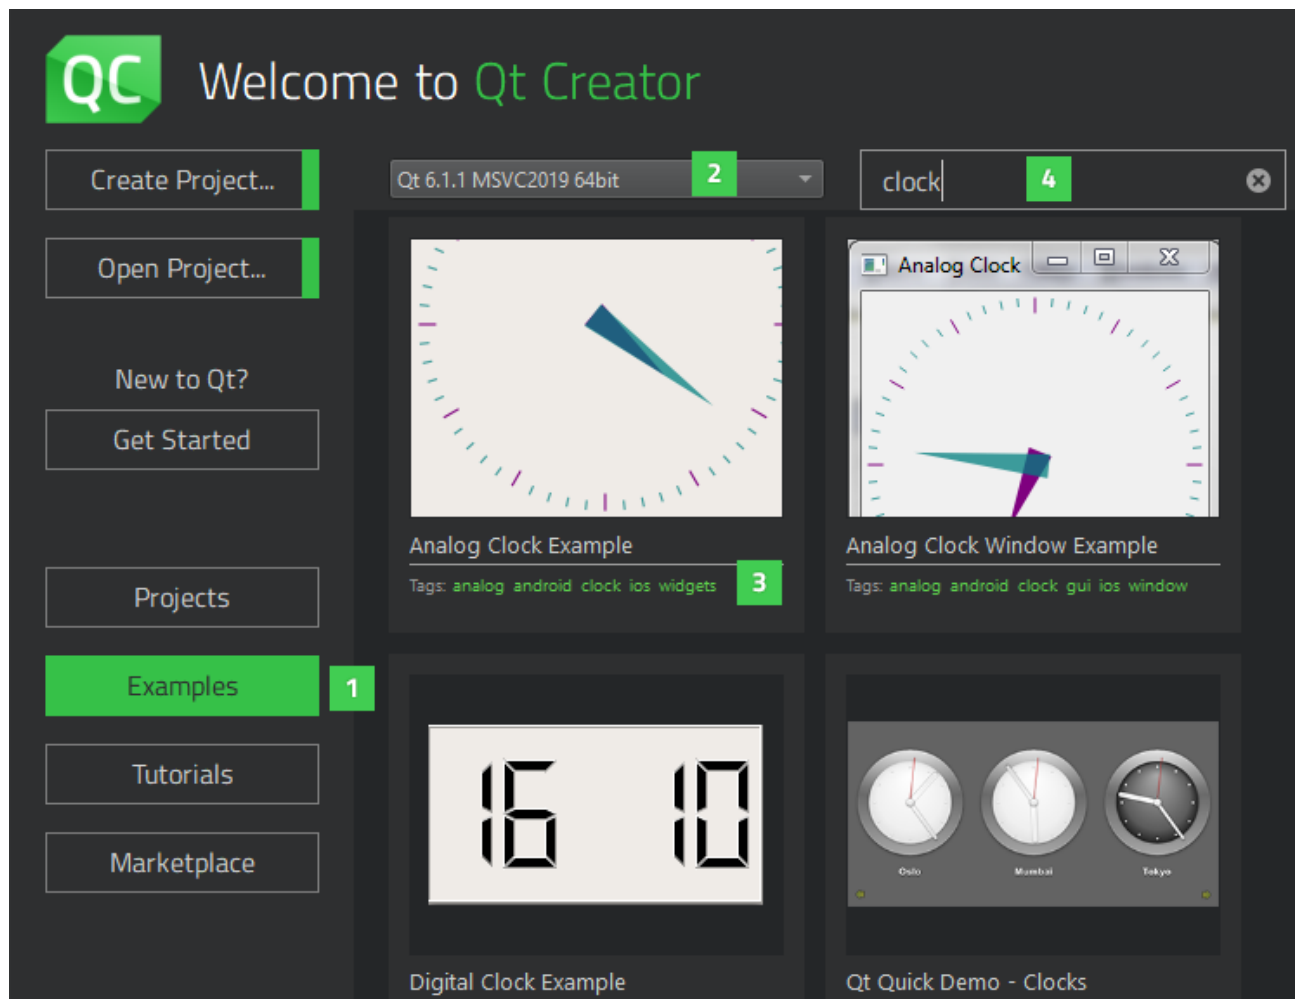 QC
Welcome to Qt Creator
Create Project...
Qt 6.1.1 MSVC2019 64bit
2
clock
4
Open Project...
Analog Clock
New to Qt?
Get Started
Analog Clock Example
Analog Clock Window Example
Tags: analog android clock ios widgets
3
Tags: analog android clock gui ios window
Projects
Examples
1
Tutorials
Marketplace
16 10
Oslo
Mumbai
Tokyo
Digital Clock Example
Qt Quick Demo - Clocks